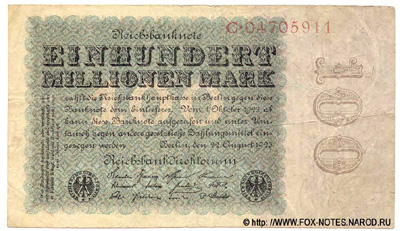 Reichsbanknote
C·04705911
EINHUNDERT
MILLIONEN MARK
zahlt die Reichsbankhauptkasse in Berlin gegen diese
Banknote dem Einlieferer. Vom 1. Oktober 1923 ab
kann diese Banknote aufgerufen und unter Um-
tausch gegen andere gesetzliche Zahlungsmittel ein-
gezogen werden
Berlin, den 22. August 1923
Reichsbankdirektorium
100
HTTP://WWW.FOX-NOTES.NAROD.RU